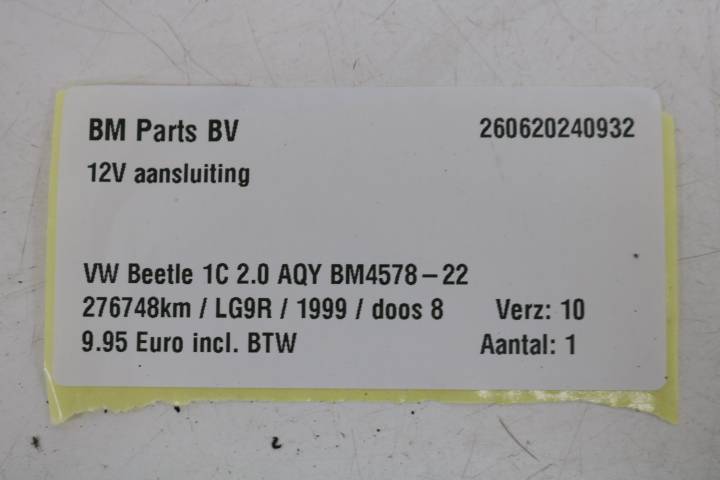 BM Parts BV 260620240932
12V aansluiting
VW Beetle 1C 2.0 AQY BM4578-22
276748km / LG9R / 1999 / doos 8 Verz: 10
9.95 Euro incl. BTW Aantal: 1